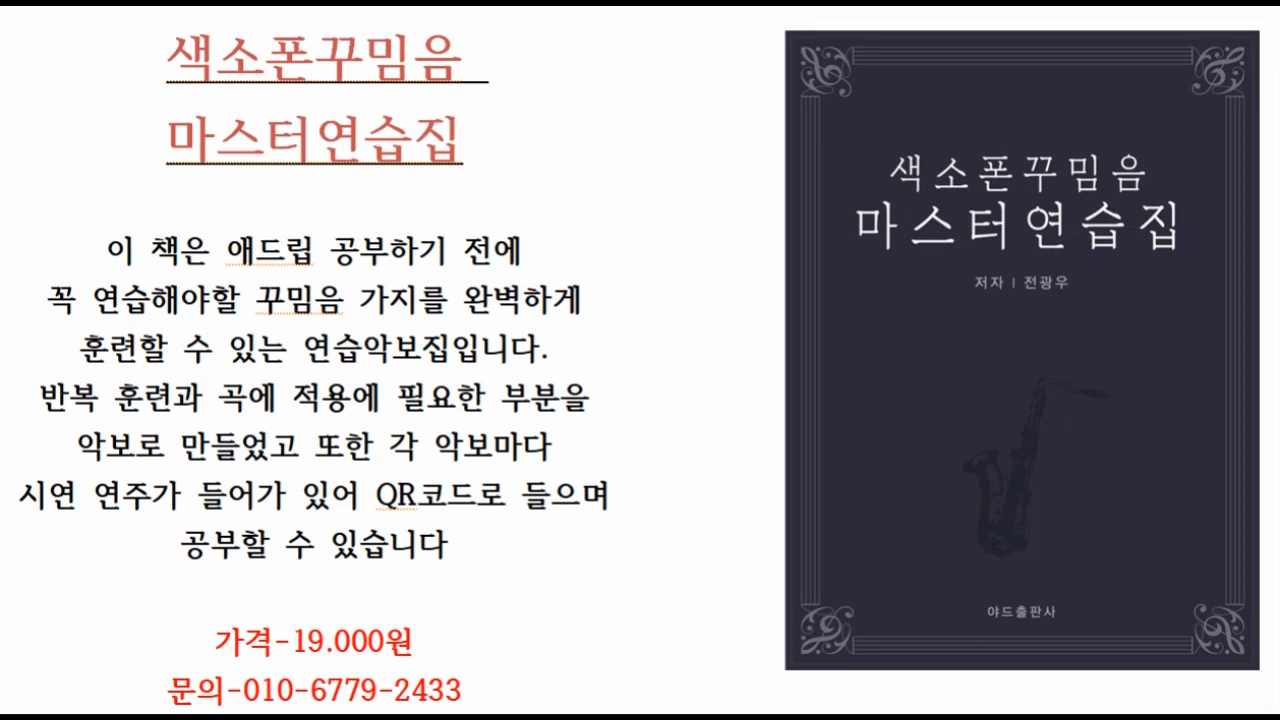 색소폰꾸밈음
마스터연습집
이 책은 애드립 공부하기 전에
꼭 연습해야할 꾸밈음 가지를 완벽하게
훈련할 수 있는 연습악보집입니다.
반복 훈련과 곡에 적용에 필요한 부분을
악보로 만들었고 또한 각 악보마다
시연 연주가 들어가 있어 QR코드로 들으며
공부할 수 있습니다
가격-19.000원
문의-010-6779-2433
색소폰꾸밈음
마스터연습집
저자 | 전광우
야드출판사